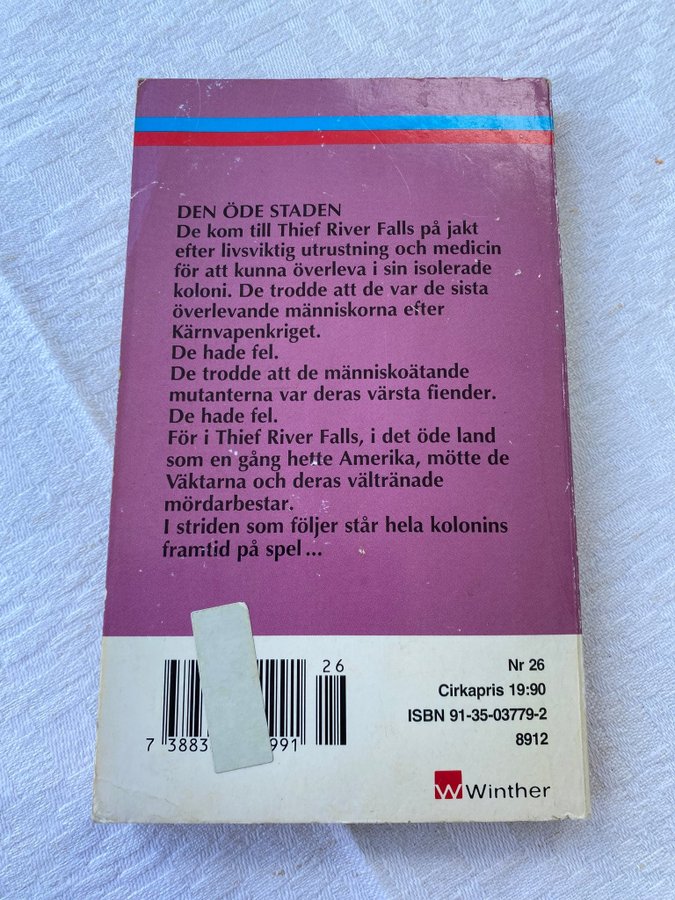 DEN ÖDE STADEN
De kom till Thief River Falls på jakt
efter livsviktig utrustning och medicin
för att kunna överleva i sin isolerade
koloni. De trodde att de var de sista
överlevande människorna efter
Kärnvapenkriget.
De hade fel.
De trodde att de människoätande
mutanterna var deras värsta fiender.
De hade fel.
För i Thief River Falls, i det öde land
som en gång hette Amerika, mötte de
Väktarna och deras vältränade
mördarbestar.
I striden som följer står hela kolonins
framtid på spel ...
26
7 3883 991
Nr 26
Cirkapris 19:90
ISBN 91-35-03779-2
8912
W Winther